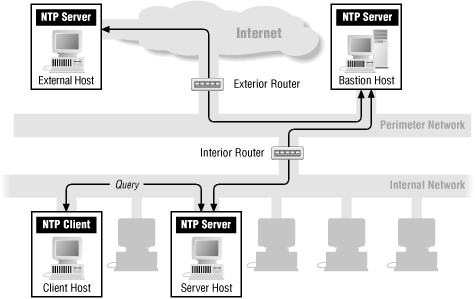 NTP Server
External Host
Internet
Exterior Router
NTP Server
Bastion Host
Perimeter Network
Interior Router
Internal Network
Query
NTP Client
Client Host
NTP Server
Server Host